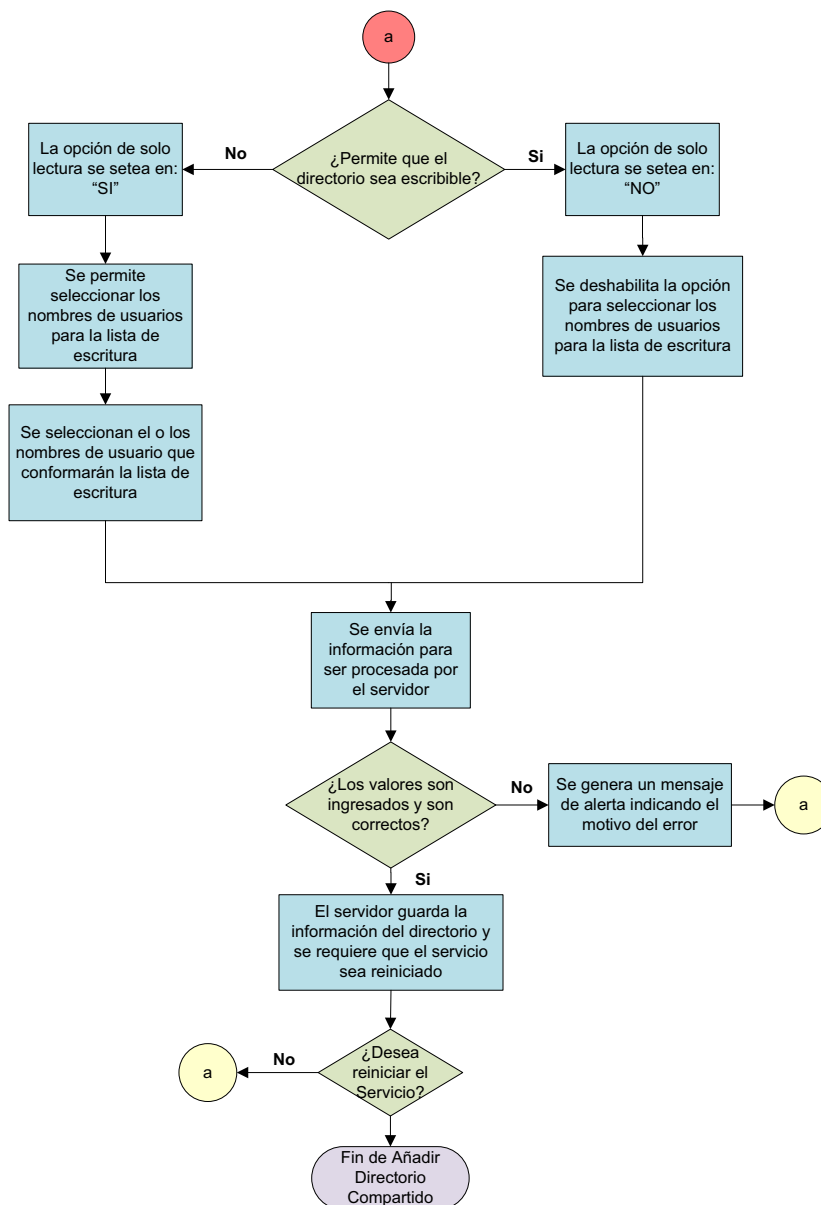 a
La opción de solo
lectura se setea en:
“SI”
No
¿Permite que el
directorio sea escribible?
Si
La opción de solo
lectura se setea en:
“NO”
Se permite
seleccionar los
nombres de usuarios
para la lista de
escritura
Se deshabilita la opción
para seleccionar los
nombres de usuarios
para la lista de escritura
Se seleccionan el o los
nombres de usuario que
conformarán la lista de
escritura
Se envía la
información para
ser procesada por
el servidor
¿Los valores son
ingresados y son
correctos?
No
Se genera un mensaje
de alerta indicando el
motivo del error
a
Si
El servidor guarda la
información del directorio y
se requiere que el servicio
sea reiniciado
¿Desea
reiniciar el
Servicio?
No
a
Fin de Añadir
Directorio
Compartido